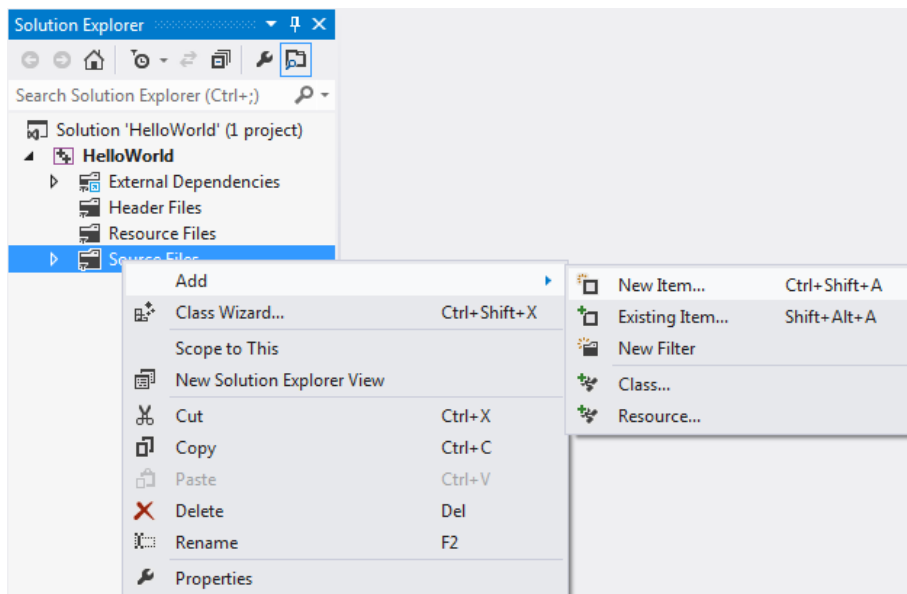 Solution Explorer
Search Solution Explorer (Ctrl+;)
Solution 'HelloWorld' (1 project)
HelloWorld
External Dependencies
Header Files
Resource Files
Source Files
Add
Class Wizard... Ctrl+Shift+X
Scope to This
New Solution Explorer View
Cut Ctrl+X
Copy Ctrl+C
Paste Ctrl+V
Delete Del
Rename F2
Properties
New Item... Ctrl+Shift+A
Existing Item... Shift+Alt+A
New Filter
Class...
Resource...